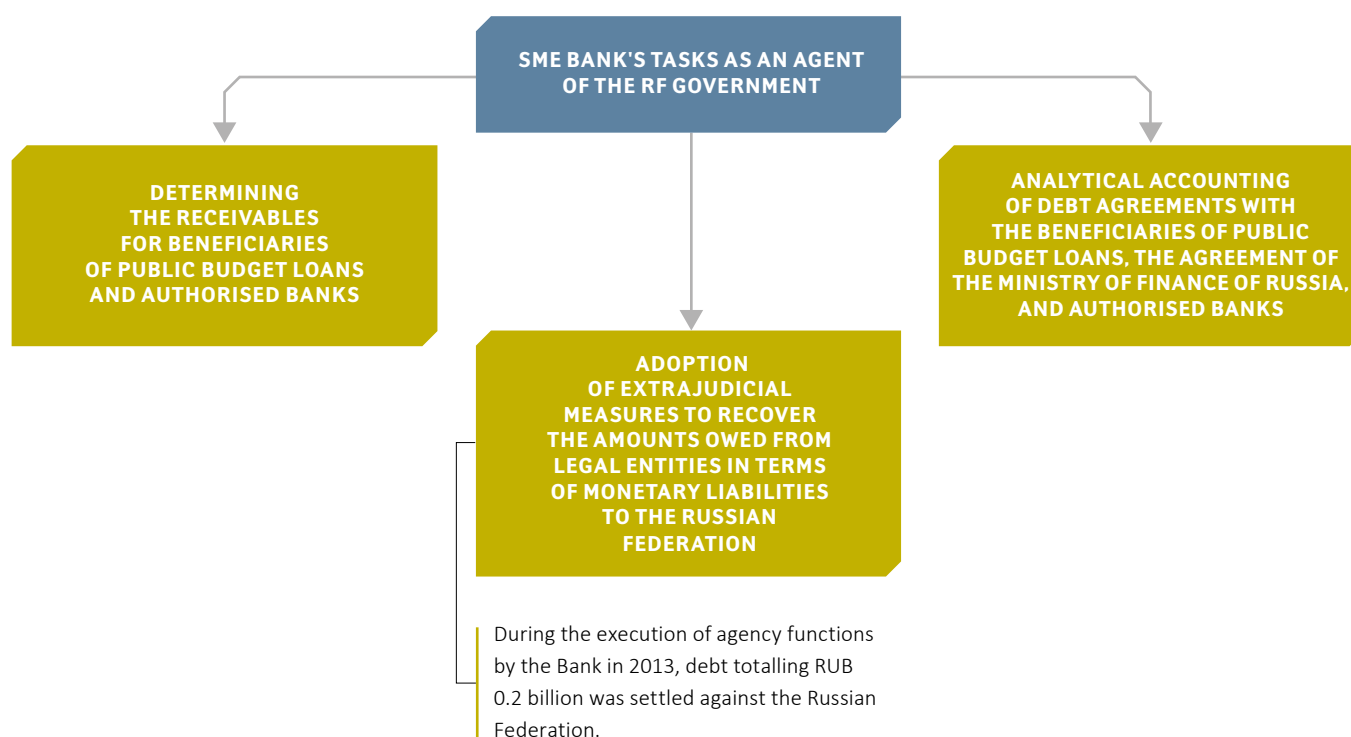 SME BANK'S TASKS AS AN AGENT
OF THE RF GOVERNMENT
DETERMINING
THE RECEIVABLES
FOR BENEFICIARIES
OF PUBLIC BUDGET LOANS
AND AUTHORISED BANKS
ANALYTICAL ACCOUNTING
OF DEBT AGREEMENTS WITH
THE BENEFICIARIES OF PUBLIC
BUDGET LOANS, THE AGREEMENT OF
THE MINISTRY OF FINANCE OF RUSSIA,
AND AUTHORISED BANKS
ADOPTION
OF EXTRAJUDICIAL
MEASURES TO RECOVER
THE AMOUNTS OWED FROM
LEGAL ENTITIES IN TERMS
OF MONETARY LIABILITIES
TO THE RUSSIAN
FEDERATION
During the execution of agency functions
by the Bank in 2013, debt totalling RUB
0.2 billion was settled against the Russian
Federation.